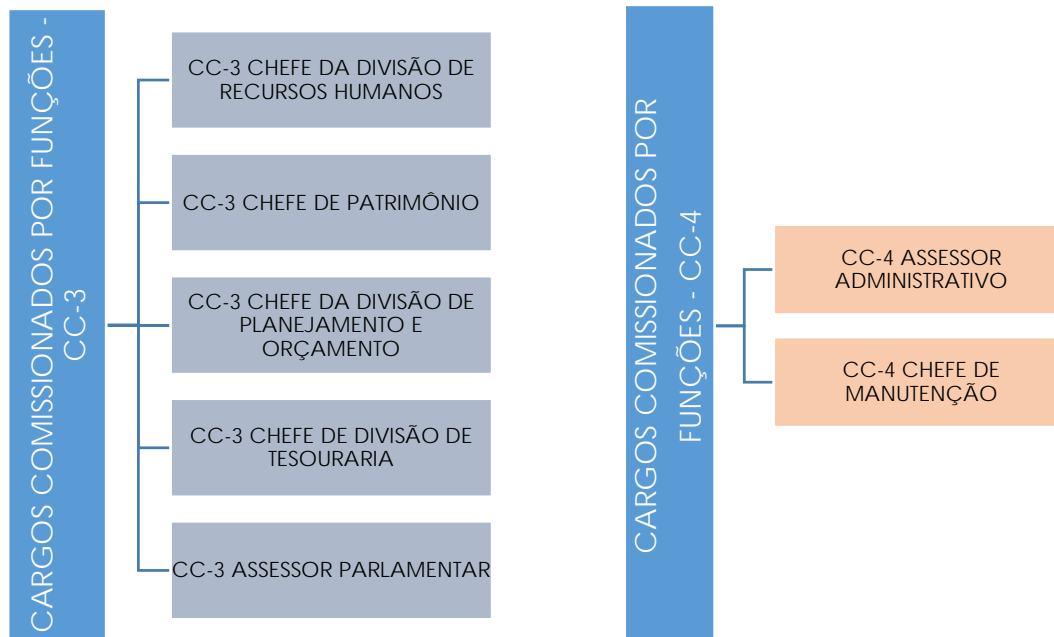 CARGOS COMISSIONADOS POR FUNÇÕES -
CC-3
CC-3 CHEFE DA DIVISÃO DE
RECURSOS HUMANOS
CC-3 CHEFE DE PATRIMÔNIO
CC-3 CHEFE DA DIVISÃO DE
PLANEJAMENTO E
ORÇAMENTO
CC-3 CHEFE DE DIVISÃO DE
TESOURARIA
CC-3 ASSESSOR PARLAMENTAR
CARGOS COMISSIONADOS POR
FUNÇÕES - CC-4
CC-4 ASSESSOR
ADMINISTRATIVO
CC-4 CHEFE DE
MANUTENÇÃO